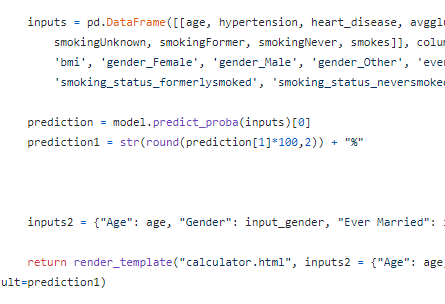 inputs = pd.DataFrame([[age, hypertension, heart_disease, avggl
smokingUnknown, smokingFormer, smokingNever, smokes]], colu
'bmi', 'gender_Female', 'gender_Male', 'gender_Other', 'eve
'smoking_status_formerlysmoked', 'smoking_status_neversmoke
prediction = model.predict_proba(inputs)[0]
prediction1 = str(round(prediction[1]*100,2)) + "%"
inputs2 = {"Age": age, "Gender": input_gender, "Ever Married":
return render_template("calculator.html", inputs2 = {"Age": age,
ult=prediction1)